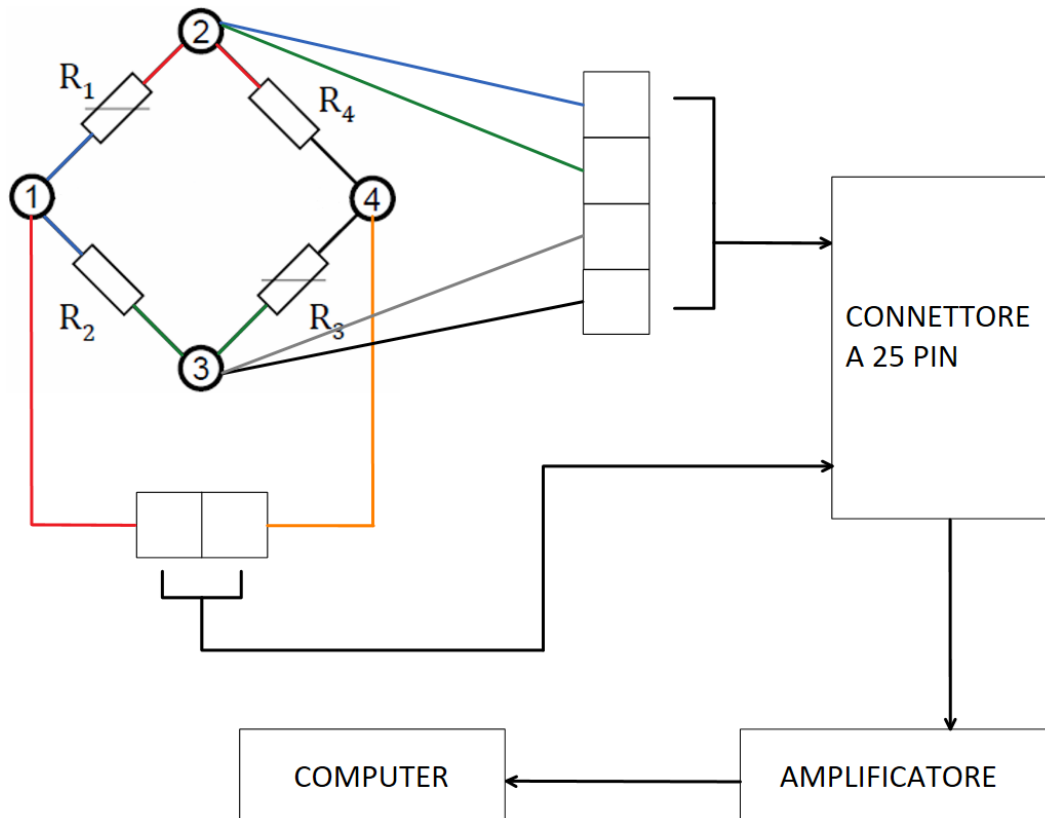 2
R1
R4
1
4
R2
R3
3
CONNETTORE
A 25 PIN
COMPUTER
AMPLIFICATORE